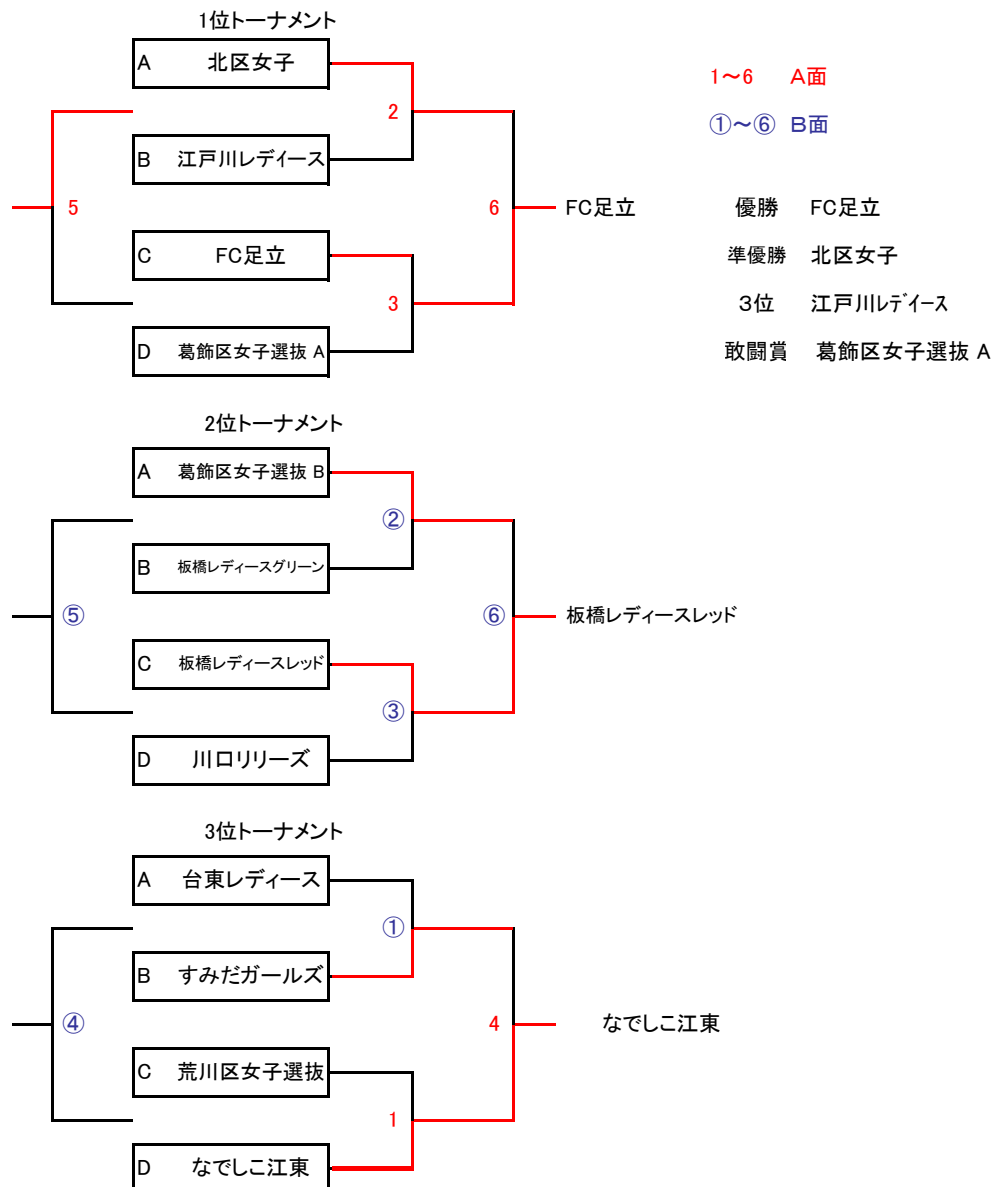 1位トーナメント
A 北区女子
1～6 A面
2
①～⑥ B面
B 江戸川レディース
5
6
FC足立
優勝 FC足立
C FC足立
準優勝 北区女子
3
3位 江戸川レディース
D 葛飾区女子選抜 A
敢闘賞 葛飾区女子選抜 A
2位トーナメント
A 葛飾区女子選抜 B
②
B 板橋レディースグリーン
⑤
⑥
板橋レディースレッド
C 板橋レディースレッド
③
D 川口リリーズ
3位トーナメント
A 台東レディース
①
B すみだガールズ
④
4
なでしこ江東
C 荒川区女子選抜
1
D なでしこ江東